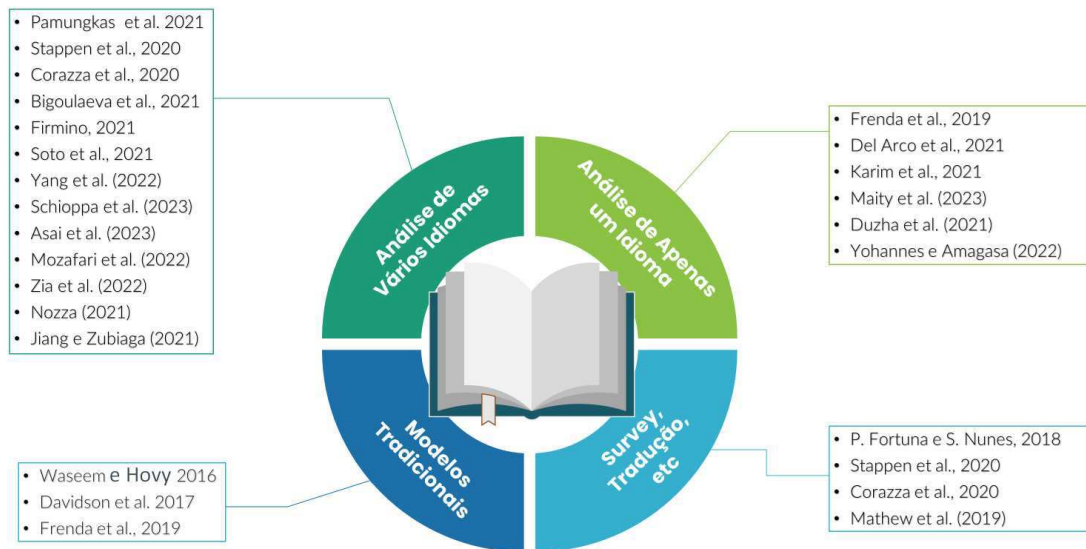 • Pamungkas et al. 2021
• Stappen et al., 2020
• Corazza et al., 2020
• Bigoulaeva et al., 2021
• Firmino, 2021
• Soto et al., 2021
• Yang et al. (2022)
• Schioppa et al. (2023)
• Asai et al. (2023)
• Mozafari et al. (2022)
• Zia et al. (2022)
• Nozza (2021)
• Jiang e Zubiaga (2021)
Análise de
Vários Idiomas
Análise de Apenas
um Idioma
• Frenda et al., 2019
• Del Arco et al., 2021
• Karim et al., 2021
• Maity et al. (2023)
• Duzha et al. (2021)
• Yohannes e Amagasa (2022)
Modelos
Tradicionais
• Waseem e Hovy 2016
• Davidson et al. 2017
• Frenda et al., 2019
Survey,
Tradução,
etc
• P. Fortuna e S. Nunes, 2018
• Stappen et al., 2020
• Corazza et al., 2020
• Mathew et al. (2019)